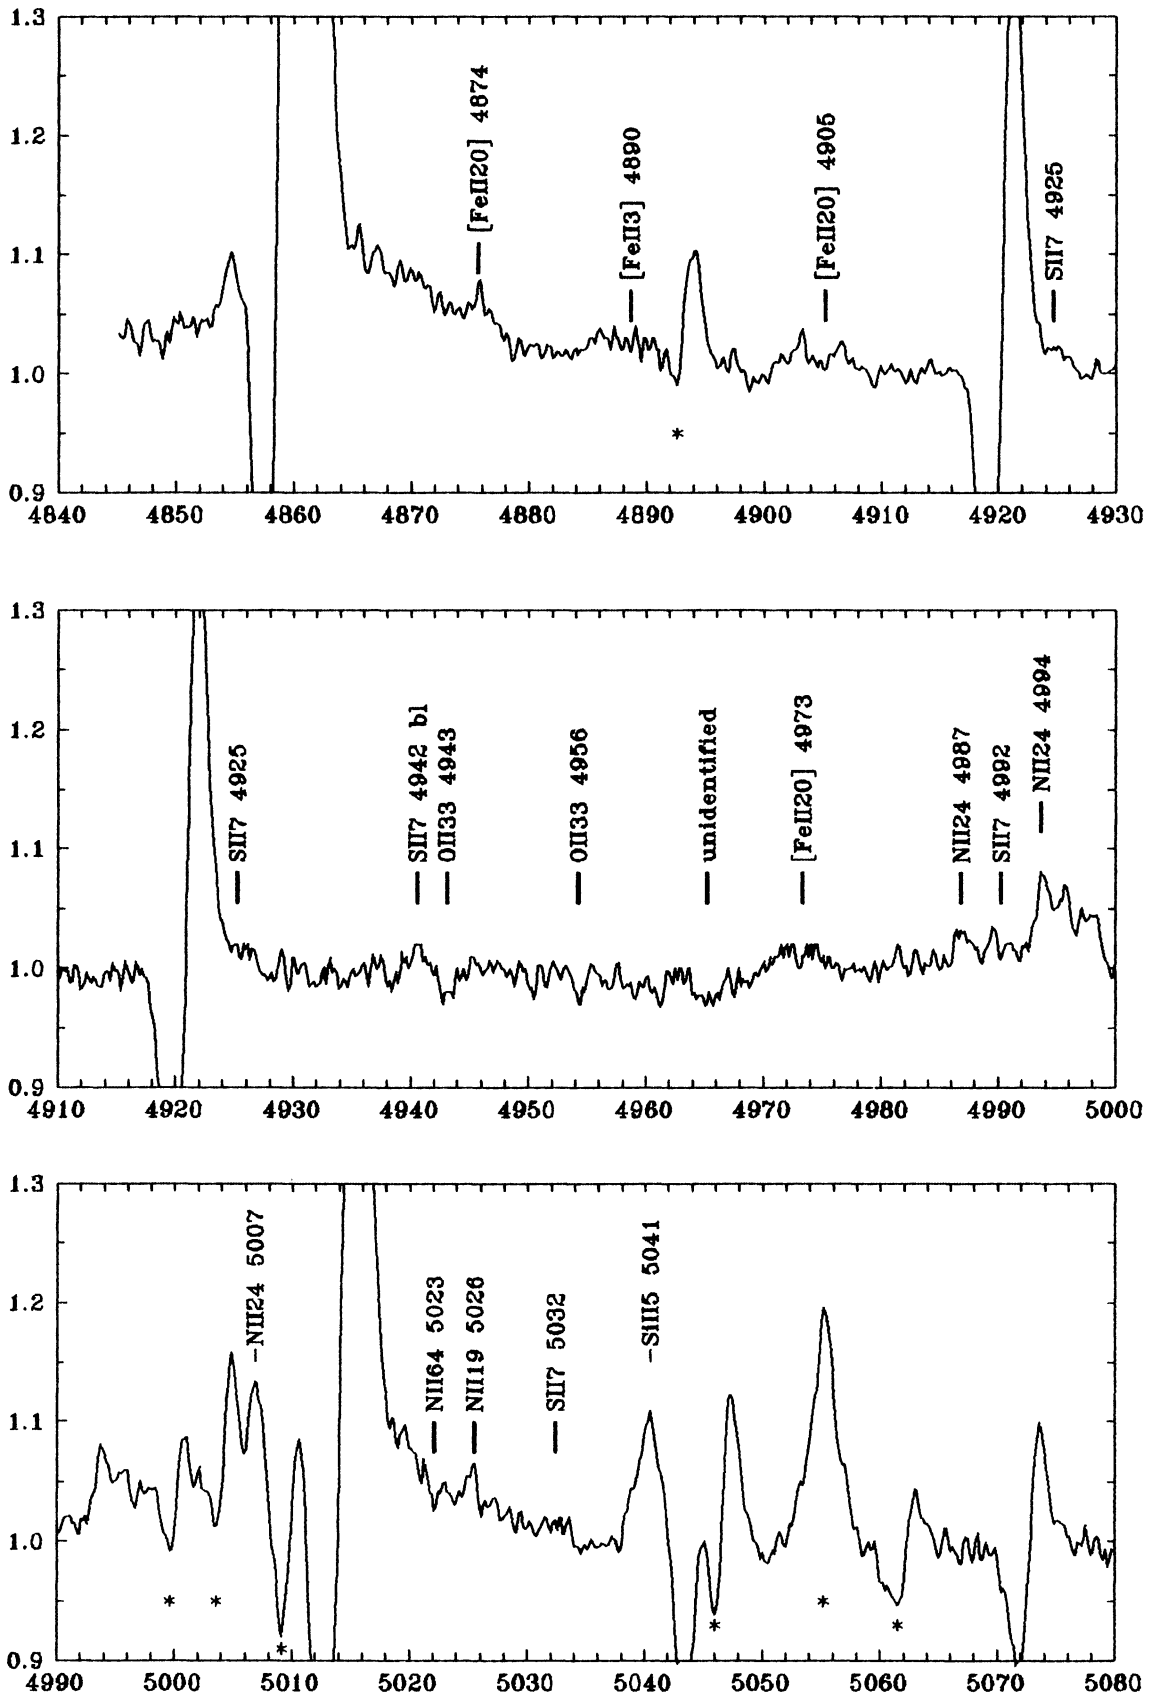 1.3
1.2
1.1
1.0
0.9
[FeII20] 4874
[FeII3] 4890
[FeII20] 4905
SII7 4925
*
4840 4850 4860 4870 4880 4890 4900 4910 4920 4930
1.3
1.2
1.1
1.0
0.9
SII7 4925
SII7 4942 bl
OII33 4943
OII33 4956
unidentified
[FeII20] 4973
NII24 4987
SII7 4992
NII24 4994
4910 4920 4930 4940 4950 4960 4970 4980 4990 5000
1.3
1.2
1.1
1.0
0.9
NII24 5007
NII64 5023
NII19 5026
SII7 5032
SiII5 5041
* * * * * *
4990 5000 5010 5020 5030 5040 5050 5060 5070 5080